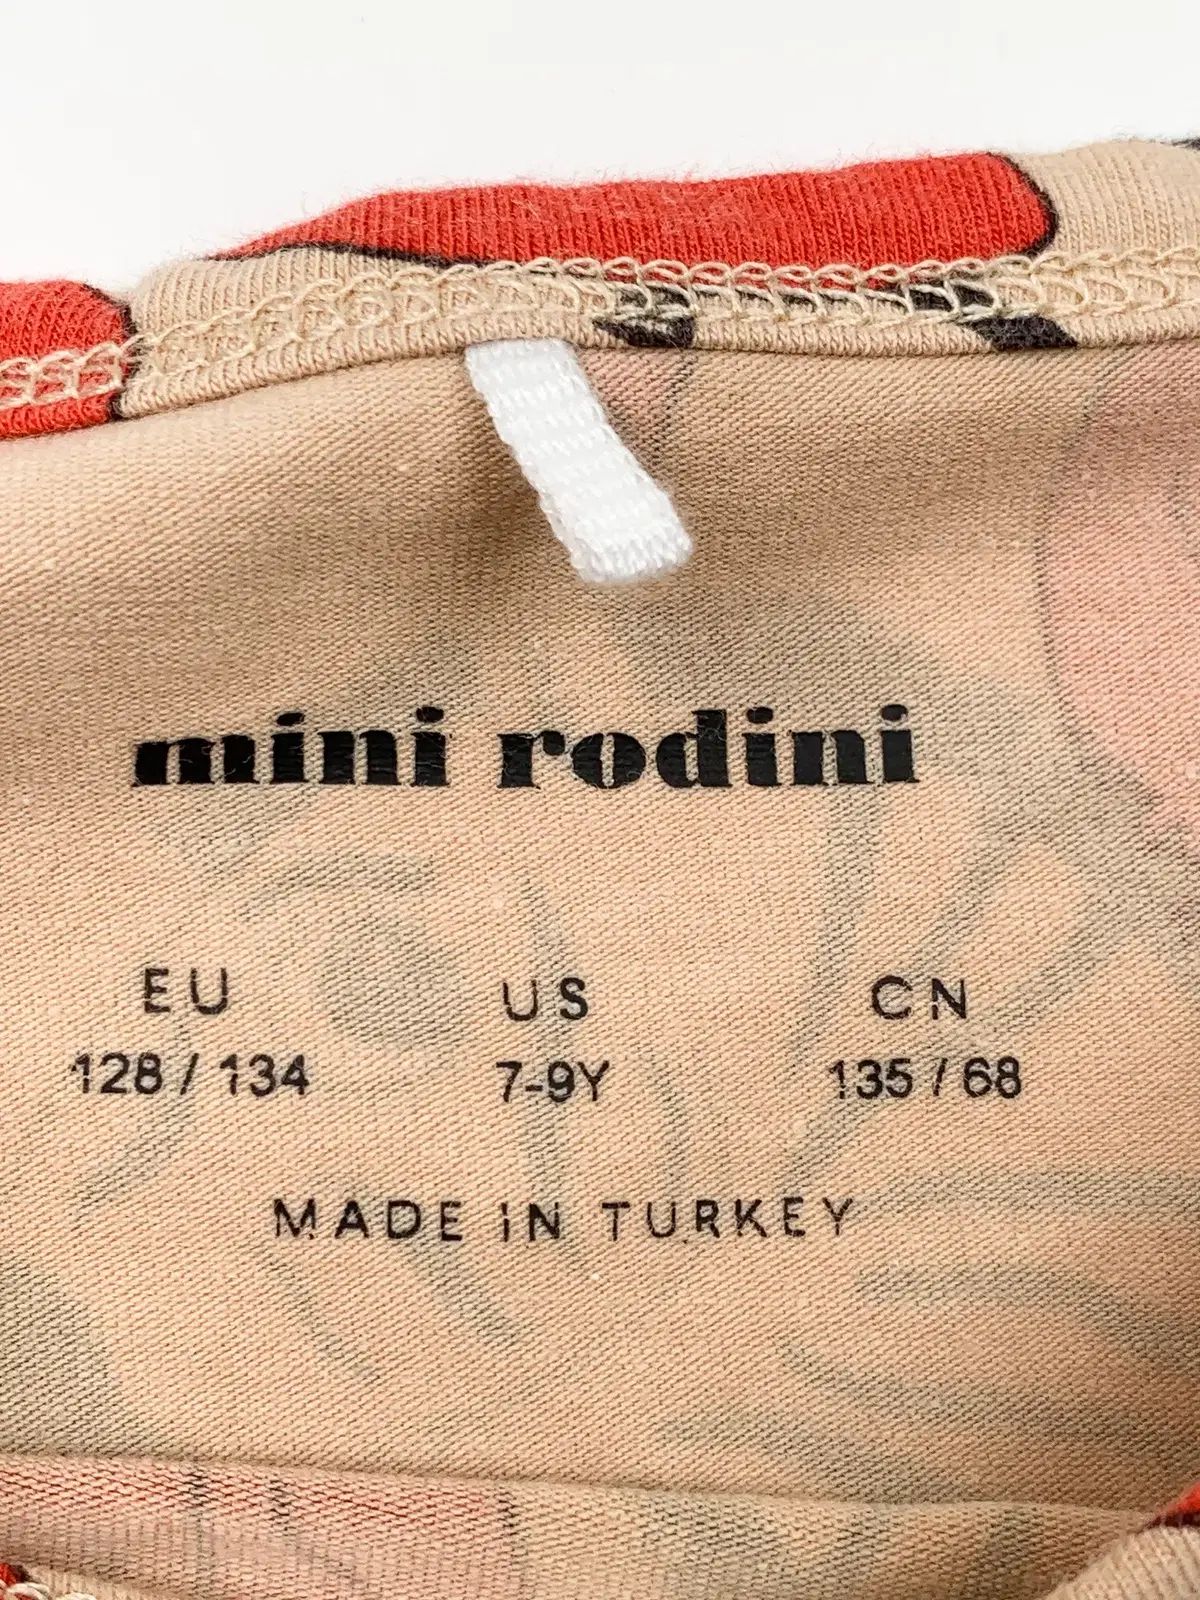 mini rodini
EU US CN
128 / 134 7-9Y 135 / 68
MADE IN TURKEY